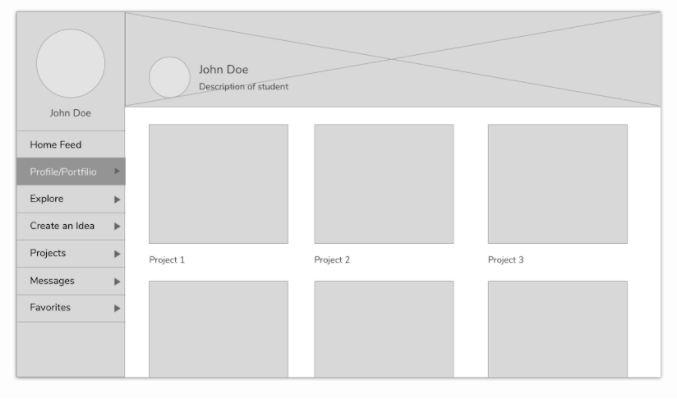 John Doe
Home Feed
Profile/Portfilio
Explore
Create an Idea
Projects
Messages
Favorites
John Doe
Description of student
Project 1
Project 2
Project 3